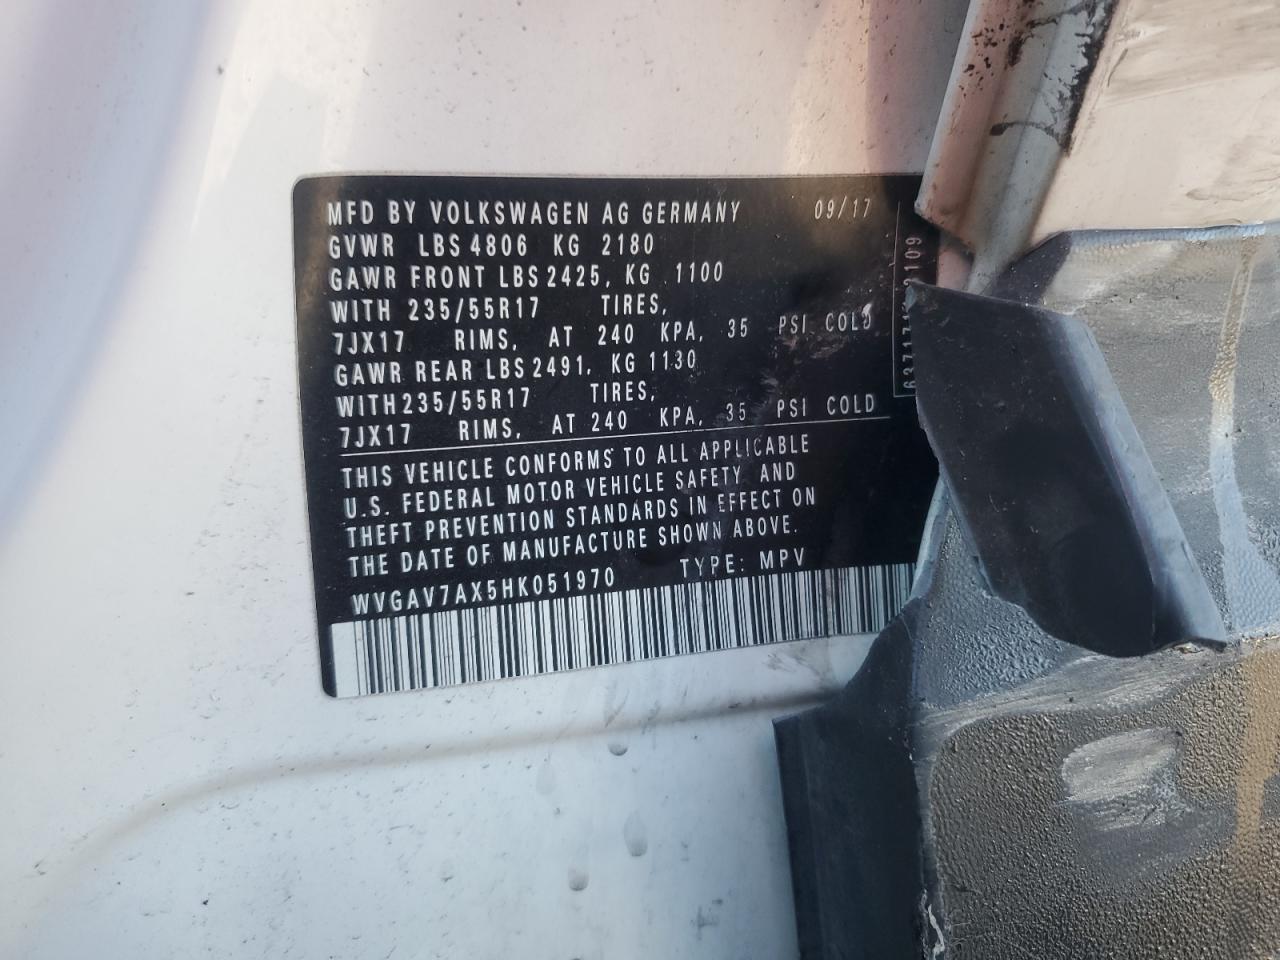 MFD BY VOLKSWAGEN AG GERMANY 09/17
GVWR LBS 4806 KG 2180
GAWR FRONT LBS 2425, KG 1100
WITH 235/55R17 TIRES,
7JX17 RIMS, AT 240 KPA, 35 PSI COLD
GAWR REAR LBS 2491, KG 1130
WITH 235/55R17 TIRES,
7JX17 RIMS, AT 240 KPA, 35 PSI COLD
THIS VEHICLE CONFORMS TO ALL APPLICABLE
U.S. FEDERAL MOTOR VEHICLE SAFETY AND
THEFT PREVENTION STANDARDS IN EFFECT ON
THE DATE OF MANUFACTURE SHOWN ABOVE.
WVGAV7AX5HK051970 TYPE: MPV